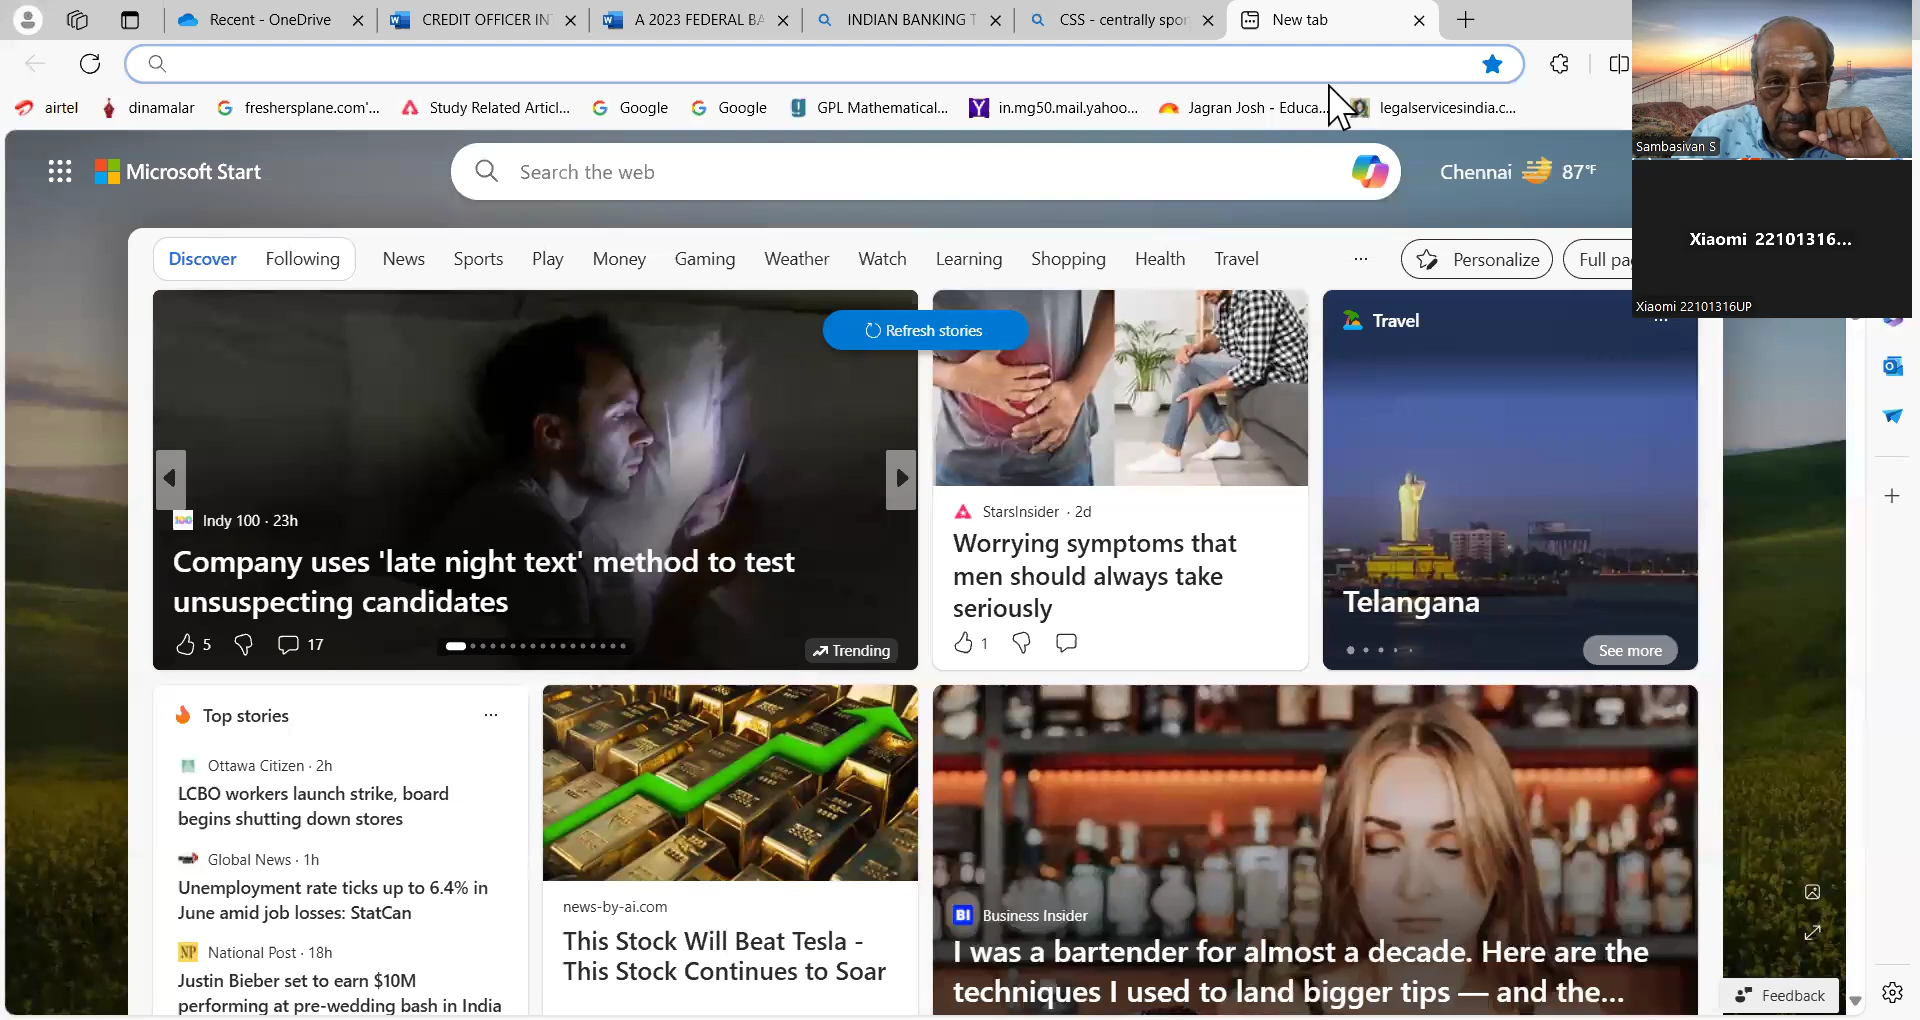 Recent - OneDrive
CREDIT OFFICER IN
A 2023 FEDERAL BA
INDIAN BANKING T
CSS - centrally spo
New tab
airtel
dinamalar
freshersplane.com'...
Study Related Articl...
Google
Google
GPL Mathematical...
in.mg50.mail.yahoo...
Jagran Josh - Educa...
legalservicesindia.c...
Sambasivan S
Microsoft Start
Search the web
Chennai
87°F
Xiaomi 22101316...
Xiaomi 22101316UP
Discover
Following
News
Sports
Play
Money
Gaming
Weather
Watch
Learning
Shopping
Health
Travel
...
Personalize
Full pa
Refresh stories
Travel
Indy 100 · 23h
Company uses 'late night text' method to test
unsuspecting candidates
5
17
Trending
StarsInsider · 2d
Worrying symptoms that
men should always take
seriously
1
Telangana
See more
Top stories
Ottawa Citizen · 2h
LCBO workers launch strike, board
begins shutting down stores
Global News · 1h
Unemployment rate ticks up to 6.4% in
June amid job losses: StatCan
NP National Post · 18h
Justin Bieber set to earn $10M
performing at pre-wedding bash in India
news-by-ai.com
This Stock Will Beat Tesla -
This Stock Continues to Soar
BI Business Insider
I was a bartender for almost a decade. Here are the
techniques I used to land bigger tips — and the...
Feedback